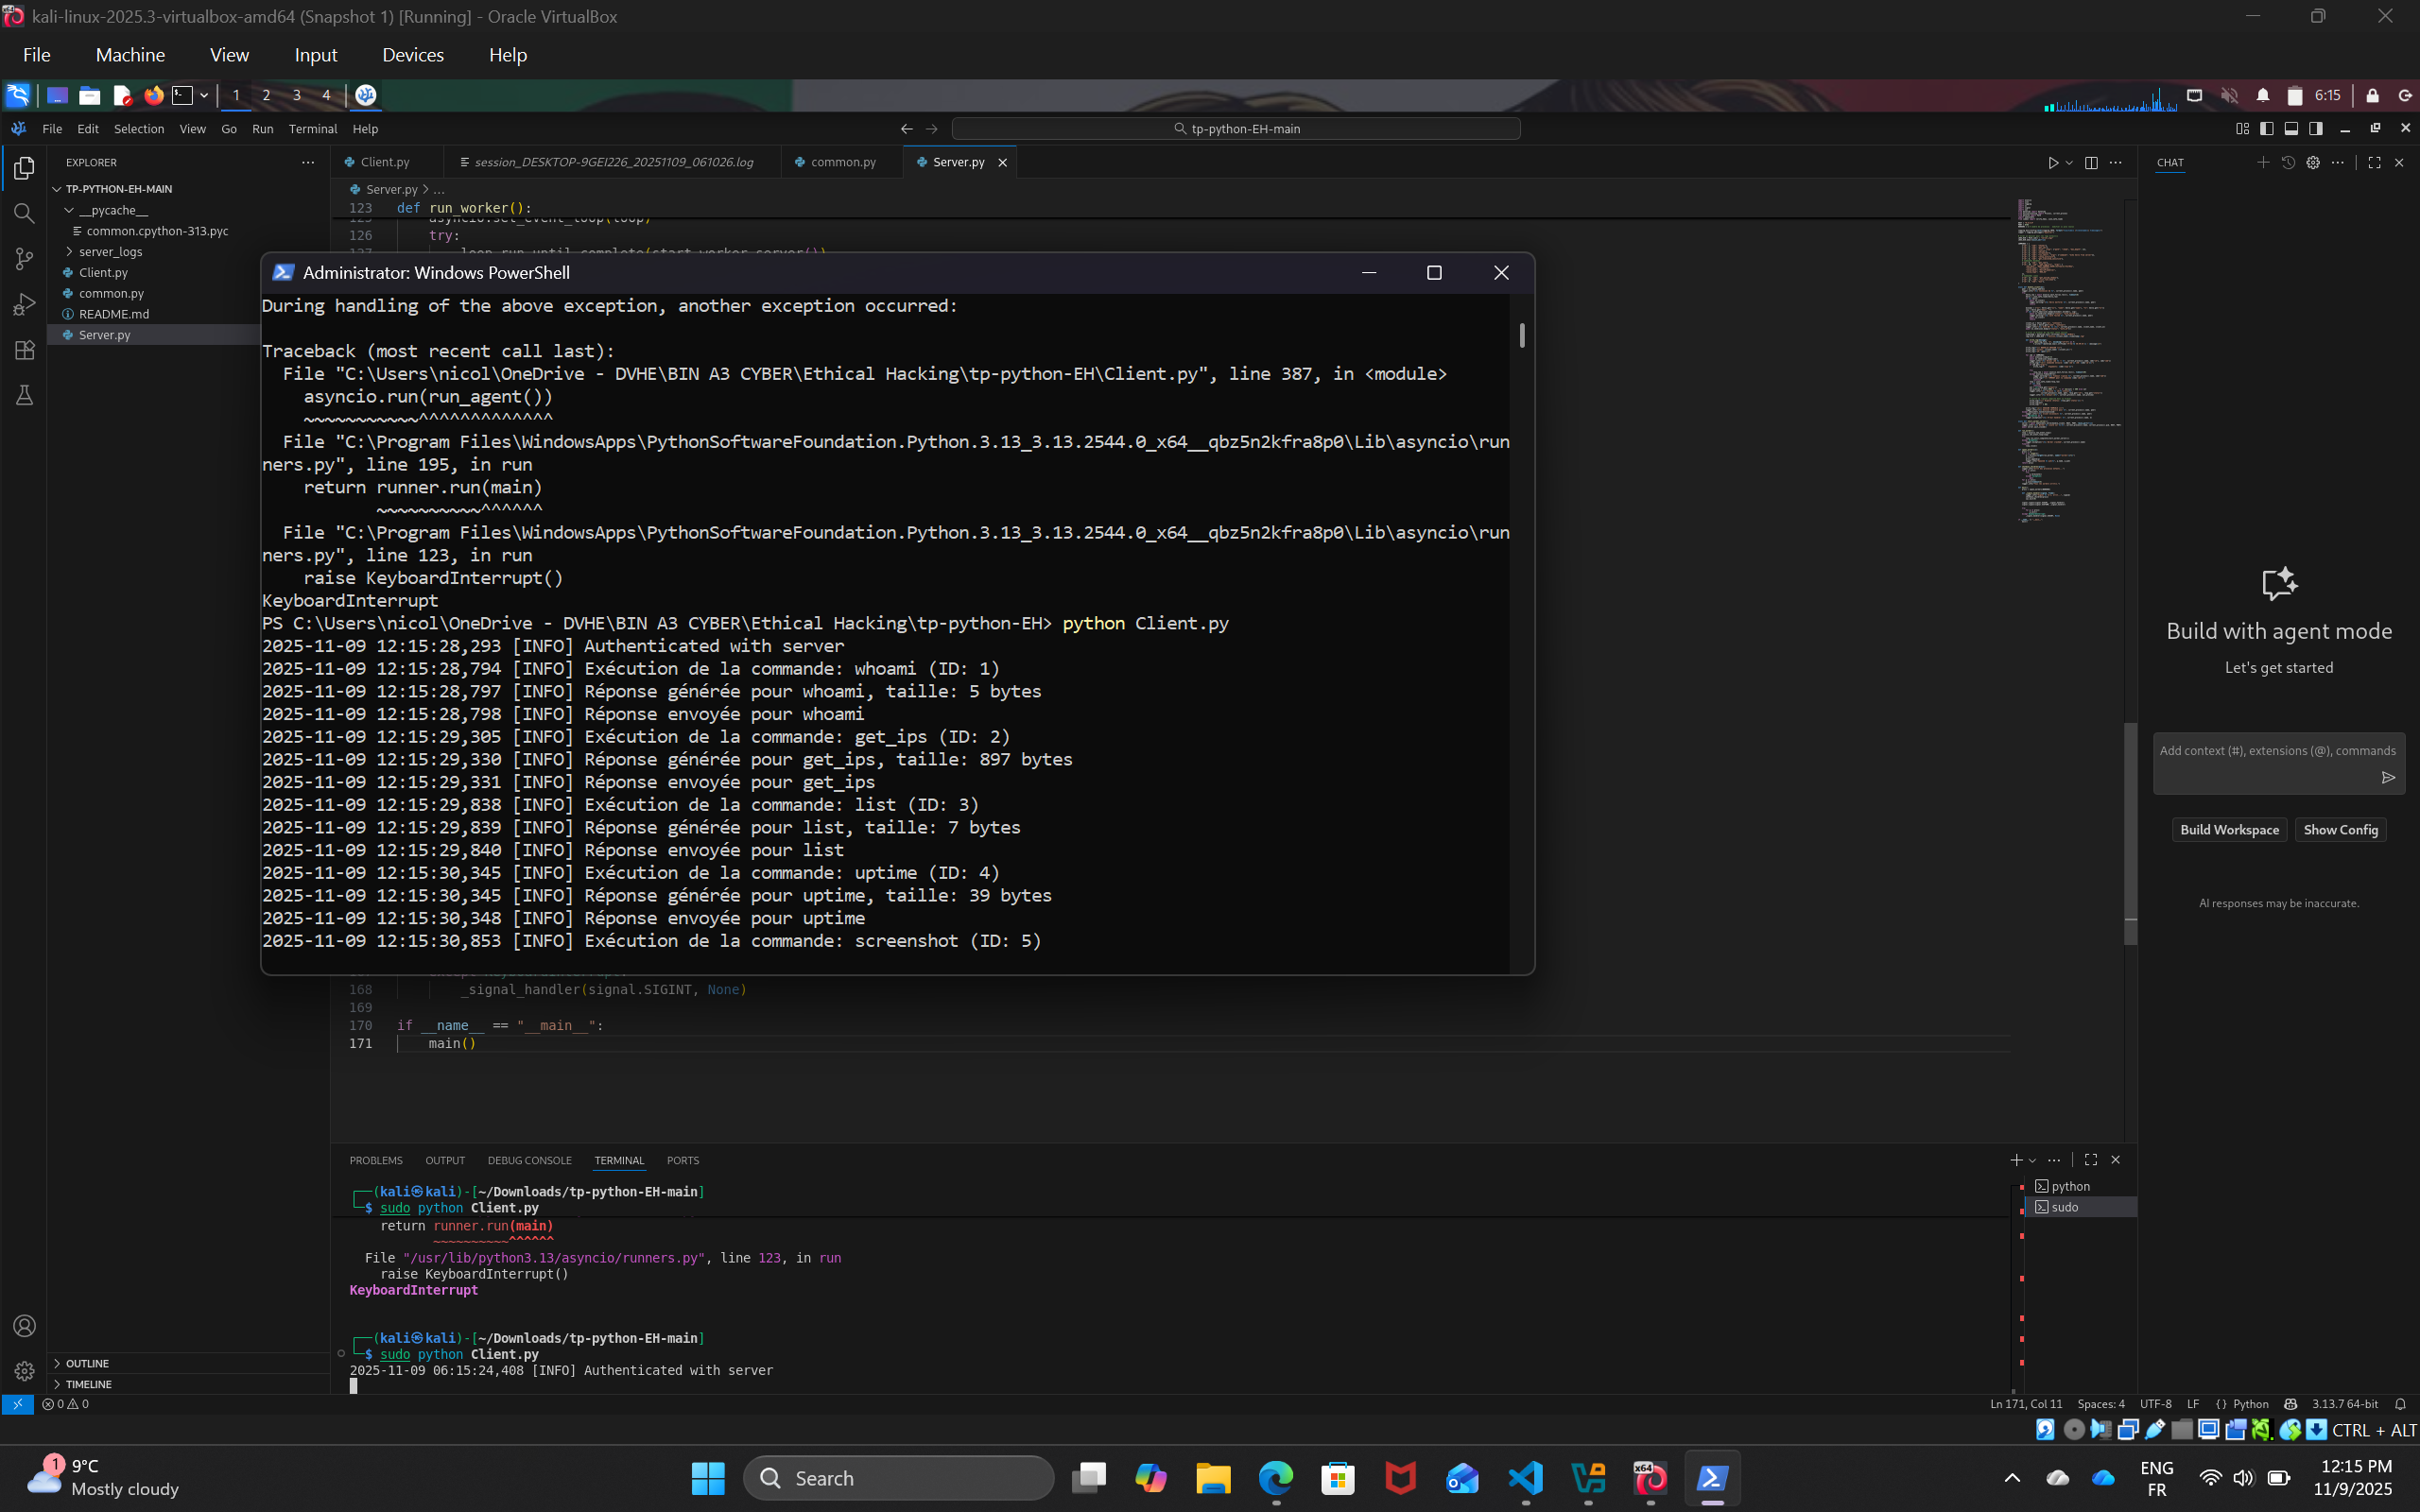 kali-linux-2025.3-virtualbox-amd64 (Snapshot 1) [Running] - Oracle VirtualBox
File Machine View Input Devices Help
1 2 3 4 6:15
File Edit Selection View Go Run Terminal Help
tp-python-EH-main
EXPLORER
Client.py session_DESKTOP-9GEI226_20251109_061026.log common.py Server.py
CHAT
TP-PYTHON-EH-MAIN
__pycache__
common.cpython-313.pyc
server_logs
Client.py
common.py
README.md
Server.py
Server.py > ...
123 def run_worker():
126 try:
Administrator: Windows PowerShell
During handling of the above exception, another exception occurred:
Traceback (most recent call last):
File "C:\Users\nicol\OneDrive - DVHE\BIN A3 CYBER\Ethical Hacking\tp-python-EH\Client.py", line 387, in <module>
asyncio.run(run_agent())
~~~~~~~~~~~^^^^^^^^^^^^^
File "C:\Program Files\WindowsApps\PythonSoftwareFoundation.Python.3.13_3.13.2544.0_x64__qbz5n2kfra8p0\Lib\asyncio\run
ners.py", line 195, in run
return runner.run(main)
~~~~~~~~~~^^^^^^
File "C:\Program Files\WindowsApps\PythonSoftwareFoundation.Python.3.13_3.13.2544.0_x64__qbz5n2kfra8p0\Lib\asyncio\run
ners.py", line 123, in run
raise KeyboardInterrupt()
KeyboardInterrupt
PS C:\Users\nicol\OneDrive - DVHE\BIN A3 CYBER\Ethical Hacking\tp-python-EH> python Client.py
2025-11-09 12:15:28,293 [INFO] Authenticated with server
2025-11-09 12:15:28,794 [INFO] Exécution de la commande: whoami (ID: 1)
2025-11-09 12:15:28,797 [INFO] Réponse générée pour whoami, taille: 5 bytes
2025-11-09 12:15:28,798 [INFO] Réponse envoyée pour whoami
2025-11-09 12:15:29,305 [INFO] Exécution de la commande: get_ips (ID: 2)
2025-11-09 12:15:29,330 [INFO] Réponse générée pour get_ips, taille: 897 bytes
2025-11-09 12:15:29,331 [INFO] Réponse envoyée pour get_ips
2025-11-09 12:15:29,838 [INFO] Exécution de la commande: list (ID: 3)
2025-11-09 12:15:29,839 [INFO] Réponse générée pour list, taille: 7 bytes
2025-11-09 12:15:29,840 [INFO] Réponse envoyée pour list
2025-11-09 12:15:30,345 [INFO] Exécution de la commande: uptime (ID: 4)
2025-11-09 12:15:30,345 [INFO] Réponse générée pour uptime, taille: 39 bytes
2025-11-09 12:15:30,348 [INFO] Réponse envoyée pour uptime
2025-11-09 12:15:30,853 [INFO] Exécution de la commande: screenshot (ID: 5)
168 _signal_handler(signal.SIGINT, None)
169
170 if __name__ == "__main__":
171 main()
Build with agent mode
Let's get started
Add context (#), extensions (@), commands
Build Workspace Show Config
AI responses may be inaccurate.
PROBLEMS OUTPUT DEBUG CONSOLE TERMINAL PORTS
python
sudo
(kali㉿kali)-[~/Downloads/tp-python-EH-main]
$ sudo python Client.py
return runner.run(main)
~~~~~~~~~~^^^^^^
File "/usr/lib/python3.13/asyncio/runners.py", line 123, in run
raise KeyboardInterrupt()
KeyboardInterrupt
(kali㉿kali)-[~/Downloads/tp-python-EH-main]
$ sudo python Client.py
2025-11-09 06:15:24,408 [INFO] Authenticated with server
OUTLINE
TIMELINE
0 0 Ln 171, Col 11 Spaces: 4 UTF-8 LF {} Python 3.13.7 64-bit
CTRL + ALT
1
9°C
Mostly cloudy
Search
ENG
FR
12:15 PM
11/9/2025